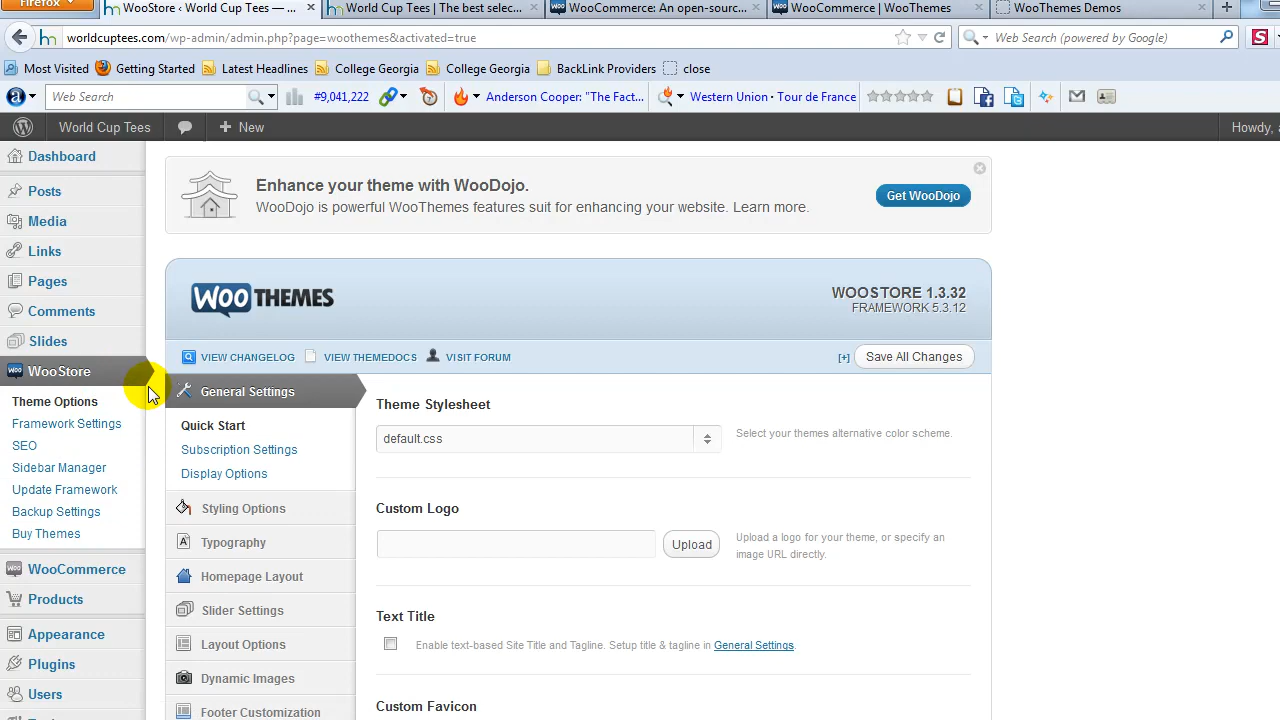 Firefox
WooStore ‹ World Cup Tees — ...
World Cup Tees | The best selec...
WooCommerce: An open-sourc...
WooCommerce | WooThemes
WooThemes Demos
worldcuptees.com/wp-admin/admin.php?page=woothemes&activated=true
Web Search (powered by Google)
S
Most Visited
Getting Started
Latest Headlines
College Georgia
College Georgia
BackLink Providers
close
a
Web Search
#9,041,222
Anderson Cooper: "The Fact...
Western Union · Tour de France
World Cup Tees
New
Howdy,
Dashboard
Posts
Media
Links
Pages
Comments
Slides
WooStore
Theme Options
Framework Settings
SEO
Sidebar Manager
Update Framework
Backup Settings
Buy Themes
WooCommerce
Products
Appearance
Plugins
Users
Enhance your theme with WooDojo.
WooDojo is powerful WooThemes features suit for enhancing your website. Learn more.
Get WooDojo
WOOTHEMES
WOOSTORE 1.3.32
FRAMEWORK 5.3.12
VIEW CHANGELOG
VIEW THEMEDOCS
VISIT FORUM
[+]
Save All Changes
General Settings
Quick Start
Subscription Settings
Display Options
Styling Options
Typography
Homepage Layout
Slider Settings
Layout Options
Dynamic Images
Footer Customization
Theme Stylesheet
default.css
Select your themes alternative color scheme.
Custom Logo
Upload
Upload a logo for your theme, or specify an
image URL directly.
Text Title
Enable text-based Site Title and Tagline. Setup title & tagline in General Settings.
Custom Favicon